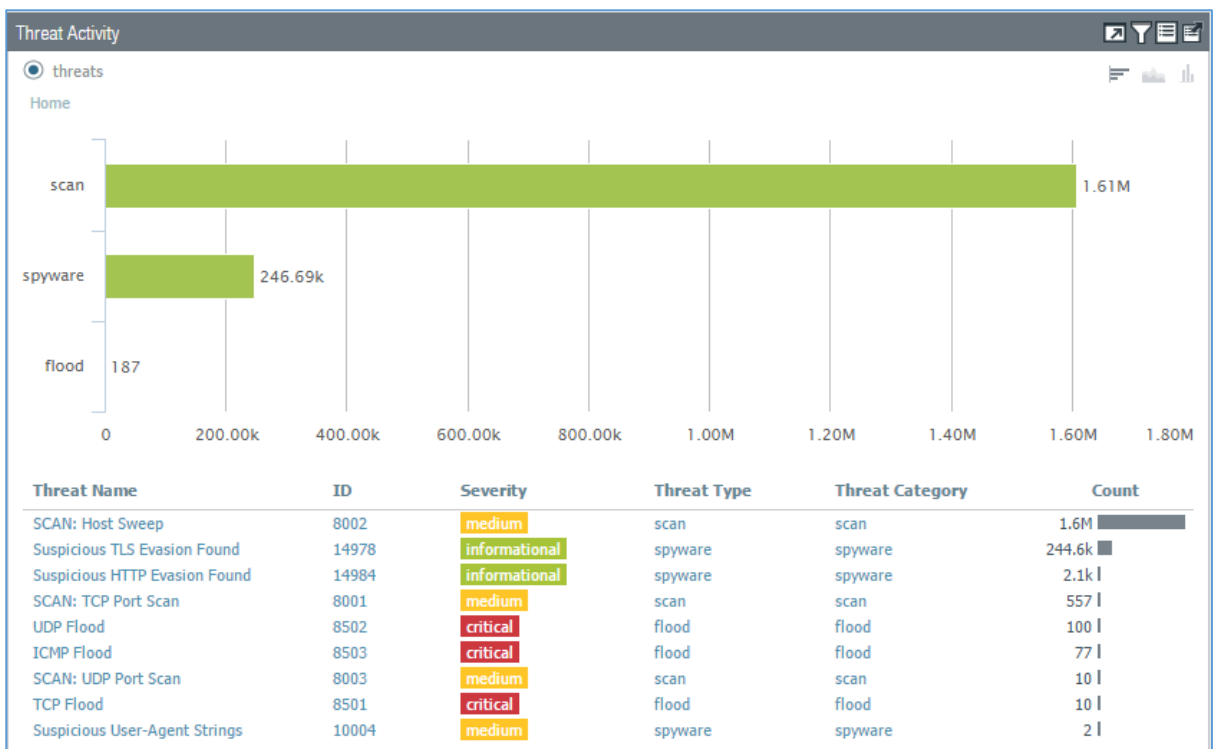 Threat Activity
threats
Home
scan 1.61M
spyware 246.69k
flood 187
0 200.00k 400.00k 600.00k 800.00k 1.00M 1.20M 1.40M 1.60M 1.80M
Threat Name ID Severity Threat Type Threat Category Count
SCAN: Host Sweep 8002 medium scan scan 1.6M
Suspicious TLS Evasion Found 14978 informational spyware spyware 244.6k
Suspicious HTTP Evasion Found 14984 informational spyware spyware 2.1k
SCAN: TCP Port Scan 8001 medium scan scan 557
UDP Flood 8502 critical flood flood 100
ICMP Flood 8503 critical flood flood 77
SCAN: UDP Port Scan 8003 medium scan scan 10
TCP Flood 8501 critical flood flood 10
Suspicious User-Agent Strings 10004 medium spyware spyware 2